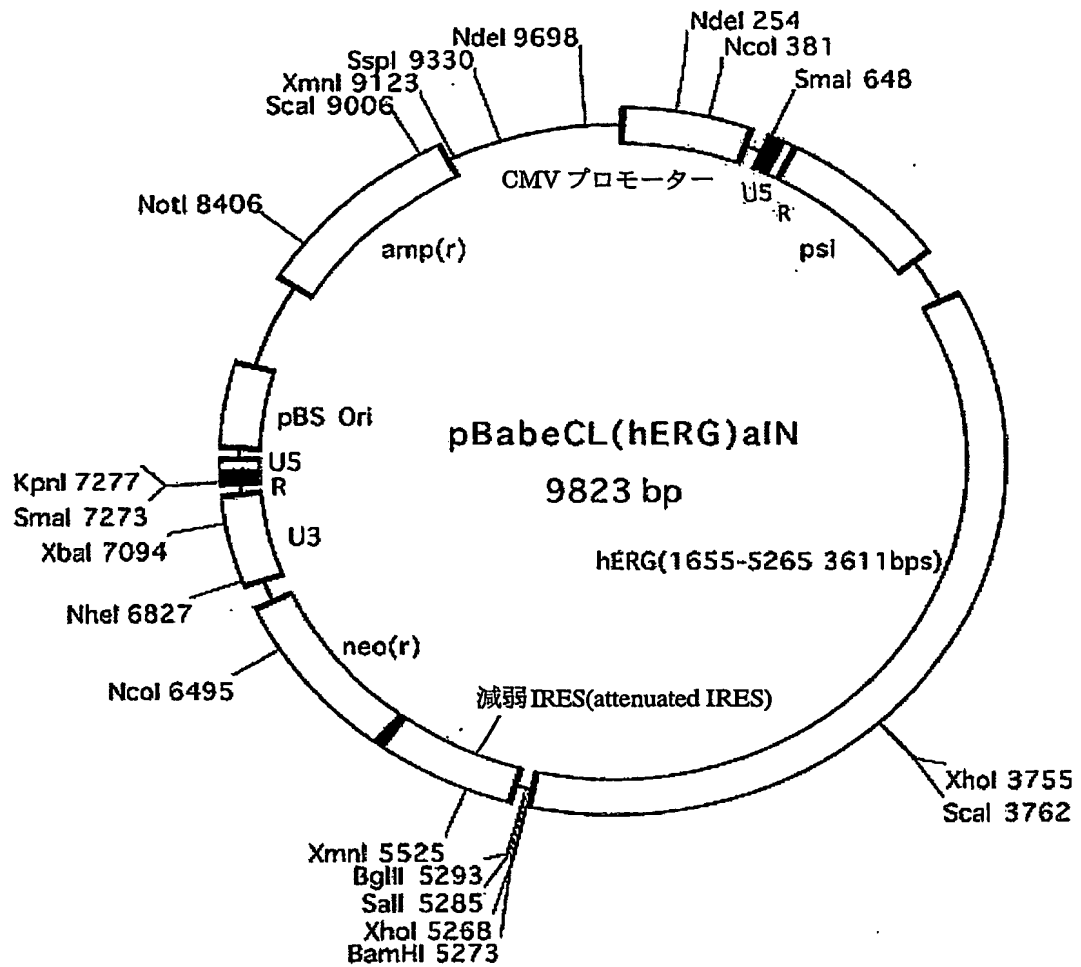 NdeI 9698
NdeI 254
NcoI 381
SspI 9330
XmnI 9123
SmaI 648
ScaI 9006
CMV プロモーター
U5
R
NotI 8406
amp(r)
psi
pBS Ori
pBabeCL(hERG)aIN
9823 bp
U5
KpnI 7277
R
SmaI 7273
U3
XbaI 7094
hERG(1655-5265 3611bps)
NheI 6827
neo(r)
NcoI 6495
減弱IRES(attenuated IRES)
XhoI 3755
ScaI 3762
XmnI 5525
BglII 5293
SalI 5285
XhoI 5268
BamHI 5273